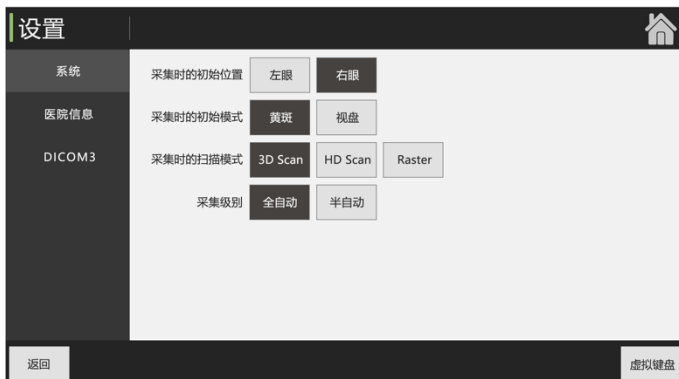 设置
系统
医院信息
DICOM3
采集时的初始位置 左眼 右眼
采集时的初始模式 黄斑 视盘
采集时的扫描模式 3D Scan HD Scan Raster
采集级别 全自动 半自动
返回 虚拟键盘